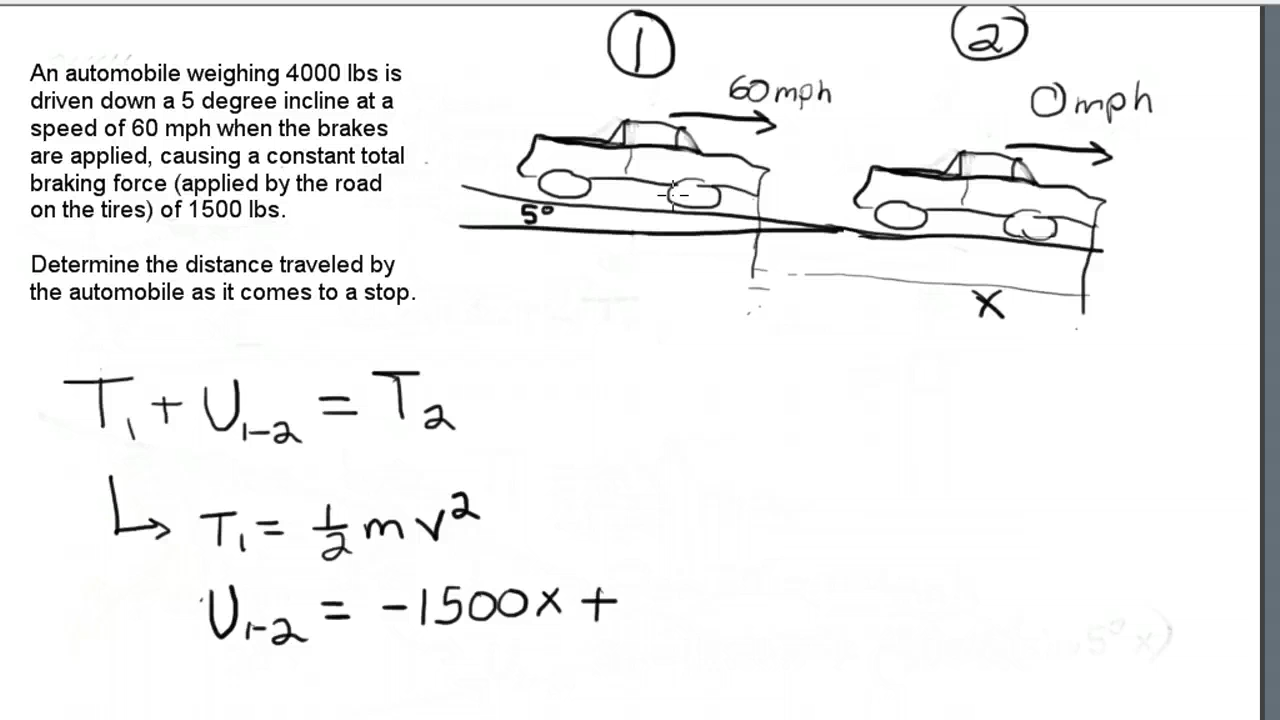 1
2
60mph
0mph
An automobile weighing 4000 lbs is
driven down a 5 degree incline at a
speed of 60 mph when the brakes
are applied, causing a constant total
braking force (applied by the road
on the tires) of 1500 lbs.
5°
Determine the distance traveled by
the automobile as it comes to a stop.
x
T₁ + U₁₋₂ = T₂
T₁ = 1/2 m v²
U₁₋₂ = -1500x +
5° x)